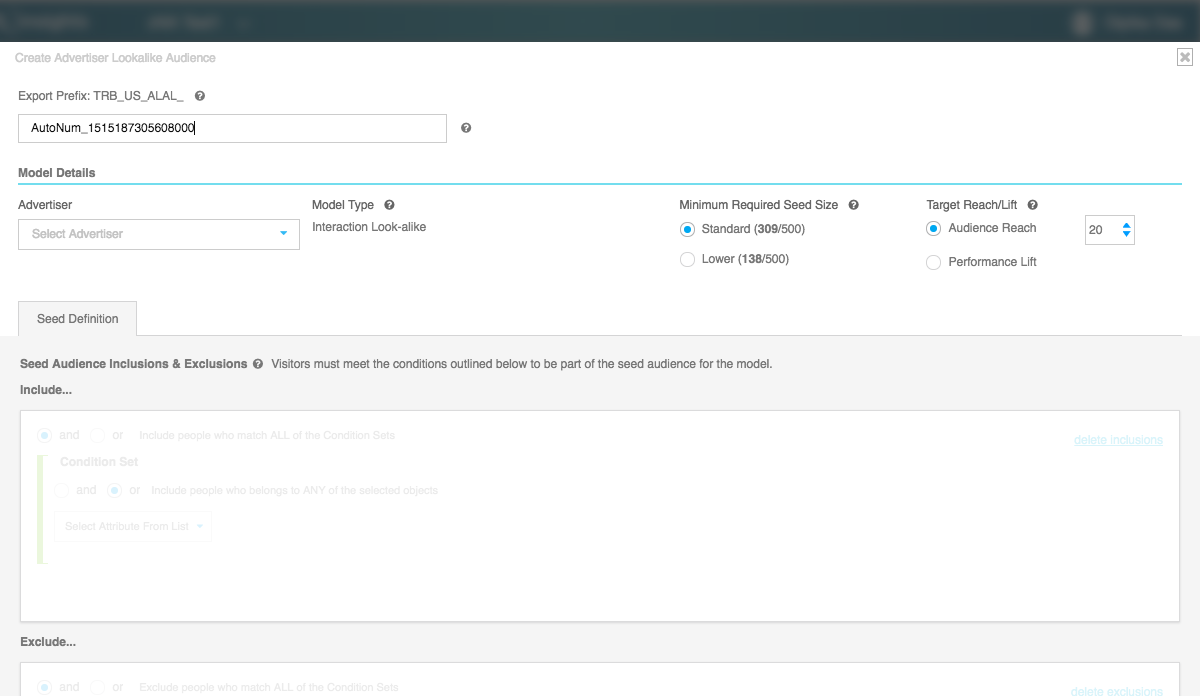 Create Advertiser Lookalike Audience
Export Prefix: TRB_US_ALAL_
AutoNum_1515187305608000
Model Details
Advertiser
Select Advertiser
Model Type
Interaction Look-alike
Minimum Required Seed Size
Standard (309/500)
Lower (138/500)
Target Reach/Lift
Audience Reach
20
Performance Lift
Seed Definition
Seed Audience Inclusions & Exclusions Visitors must meet the conditions outlined below to be part of the seed audience for the model.
Include...
and or Include people who match ALL of the Condition Sets
delete inclusions
Condition Set
and or Include people who belongs to ANY of the selected objects
Select Attribute From List
Exclude...
and or Exclude people who match ALL of the Condition Sets
delete exclusions